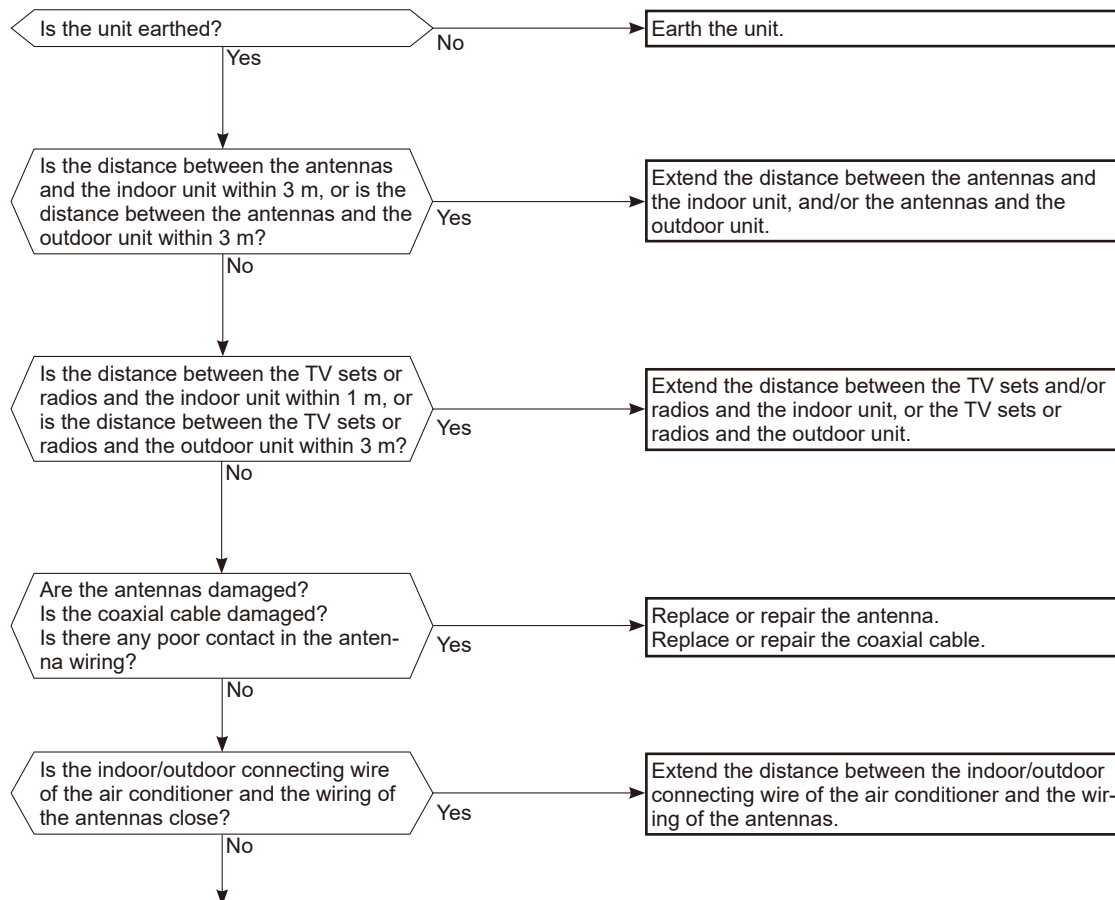 Is the unit earthed?
No
Earth the unit.
Yes
Is the distance between the antennas
and the indoor unit within 3 m, or is the
distance between the antennas and the
outdoor unit within 3 m?
Yes
Extend the distance between the antennas and
the indoor unit, and/or the antennas and the
outdoor unit.
No
Is the distance between the TV sets or
radios and the indoor unit within 1 m, or
is the distance between the TV sets or
radios and the outdoor unit within 3 m?
Yes
Extend the distance between the TV sets and/or
radios and the indoor unit, or the TV sets or
radios and the outdoor unit.
No
Are the antennas damaged?
Is the coaxial cable damaged?
Is there any poor contact in the anten-
na wiring?
Yes
Replace or repair the antenna.
Replace or repair the coaxial cable.
No
Is the indoor/outdoor connecting wire
of the air conditioner and the wiring of
the antennas close?
Yes
Extend the distance between the indoor/outdoor
connecting wire of the air conditioner and the wir-
ing of the antennas.
No